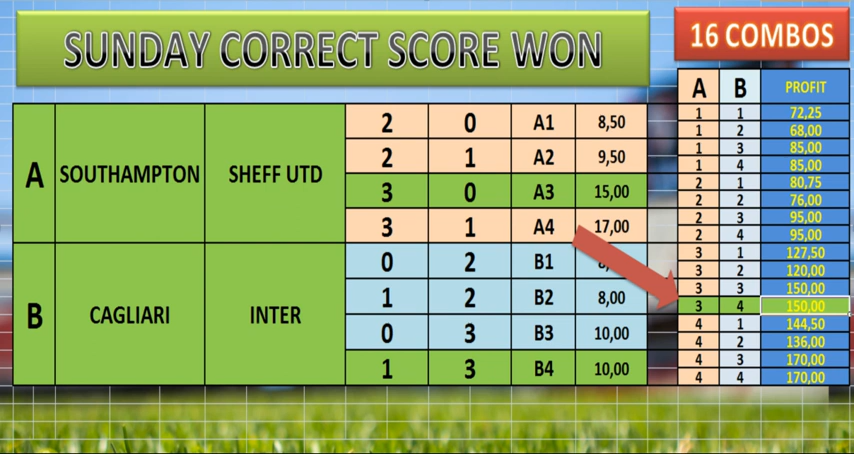 SUNDAY CORRECT SCORE WON
16 COMBOS
A B PROFIT
A SOUTHAMPTON SHEFF UTD
2 0 A1 8,50
2 1 A2 9,50
3 0 A3 15,00
3 1 A4 17,00
B CAGLIARI INTER
0 2 B1
1 2 B2 8,00
0 3 B3 10,00
1 3 B4 10,00
1 1 72,25
1 2 68,00
1 3 85,00
1 4 85,00
2 1 80,75
2 2 76,00
2 3 95,00
2 4 95,00
3 1 127,50
3 2 120,00
3 3 150,00
3 4 150,00
4 1 144,50
4 2 136,00
4 3 170,00
4 4 170,00